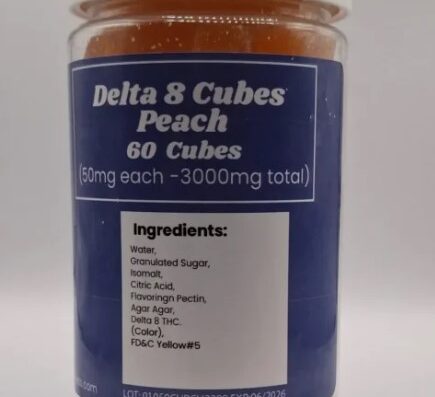 Delta 8 Cubes
Peach
60 Cubes
(50mg each -3000mg total)
Ingredients:
Water,
Granulated Sugar,
Isomalt,
Citric Acid,
Flavoringn Pectin,
Agar Agar,
Delta 8 THC.
(Color),
FD&C Yellow#5
.com